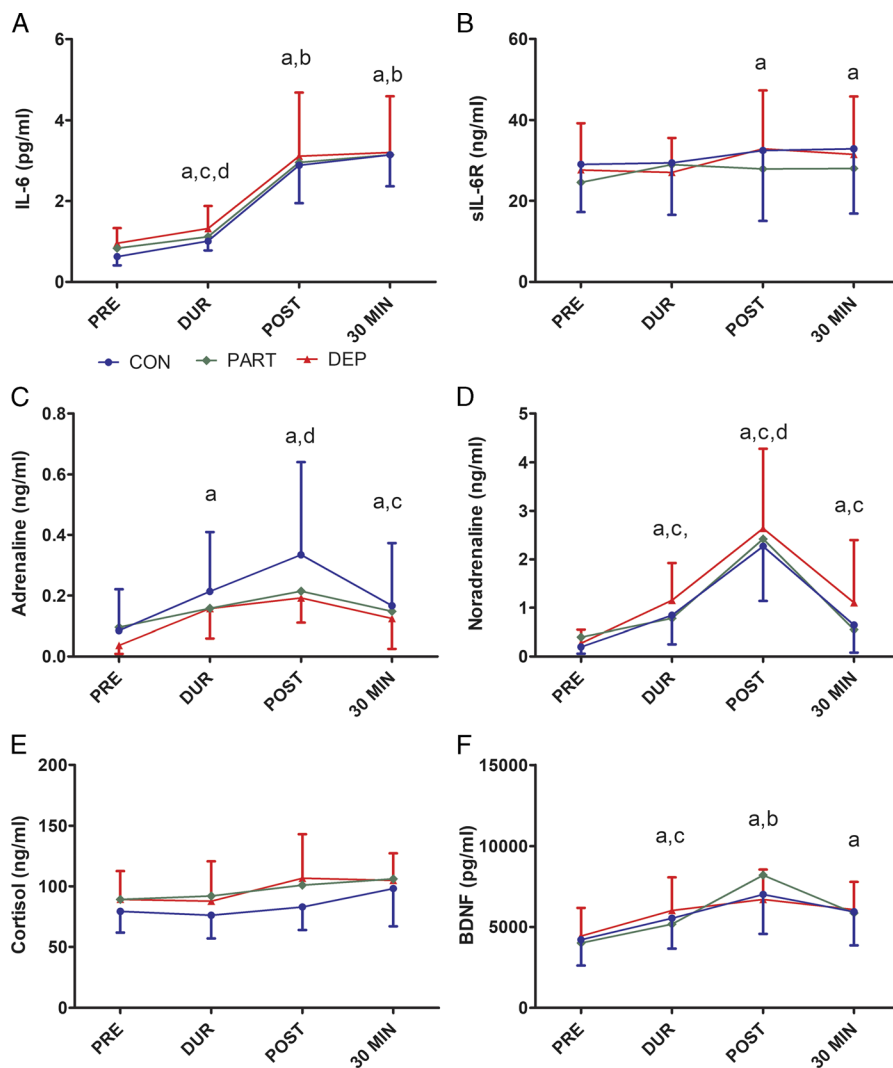 A
IL-6 (pg/ml)
6
4
2
0
a,c,d
a,b
a,b
PRE
DUR
POST
30 MIN
B
sIL-6R (ng/ml)
60
40
20
0
a
a
PRE
DUR
POST
30 MIN
CON PART DEP
C
Adrenaline (ng/ml)
0.8
0.6
0.4
0.2
0.0
a
a,d
a,c
PRE
DUR
POST
30 MIN
D
Noradrenaline (ng/ml)
5
4
3
2
1
0
a,c,
a,c,d
a,c
PRE
DUR
POST
30 MIN
E
Cortisol (ng/ml)
200
150
100
50
0
PRE
DUR
POST
30 MIN
F
BDNF (pg/ml)
15000
10000
5000
0
a,c
a,b
a
PRE
DUR
POST
30 MIN